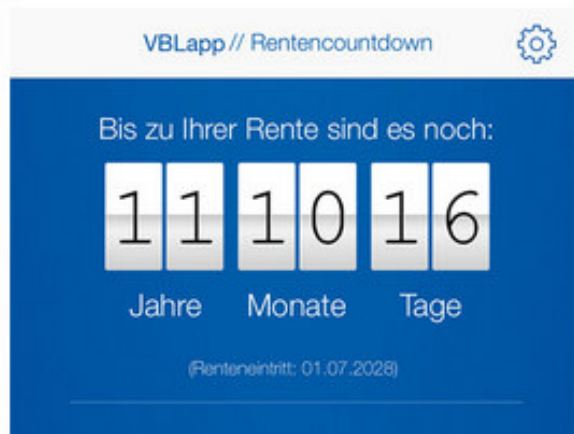 VBLapp // Rentencountdown
Bis zu Ihrer Rente sind es noch:
11 10 16
Jahre Monate Tage
(Renteneintritt: 01.07.2028)